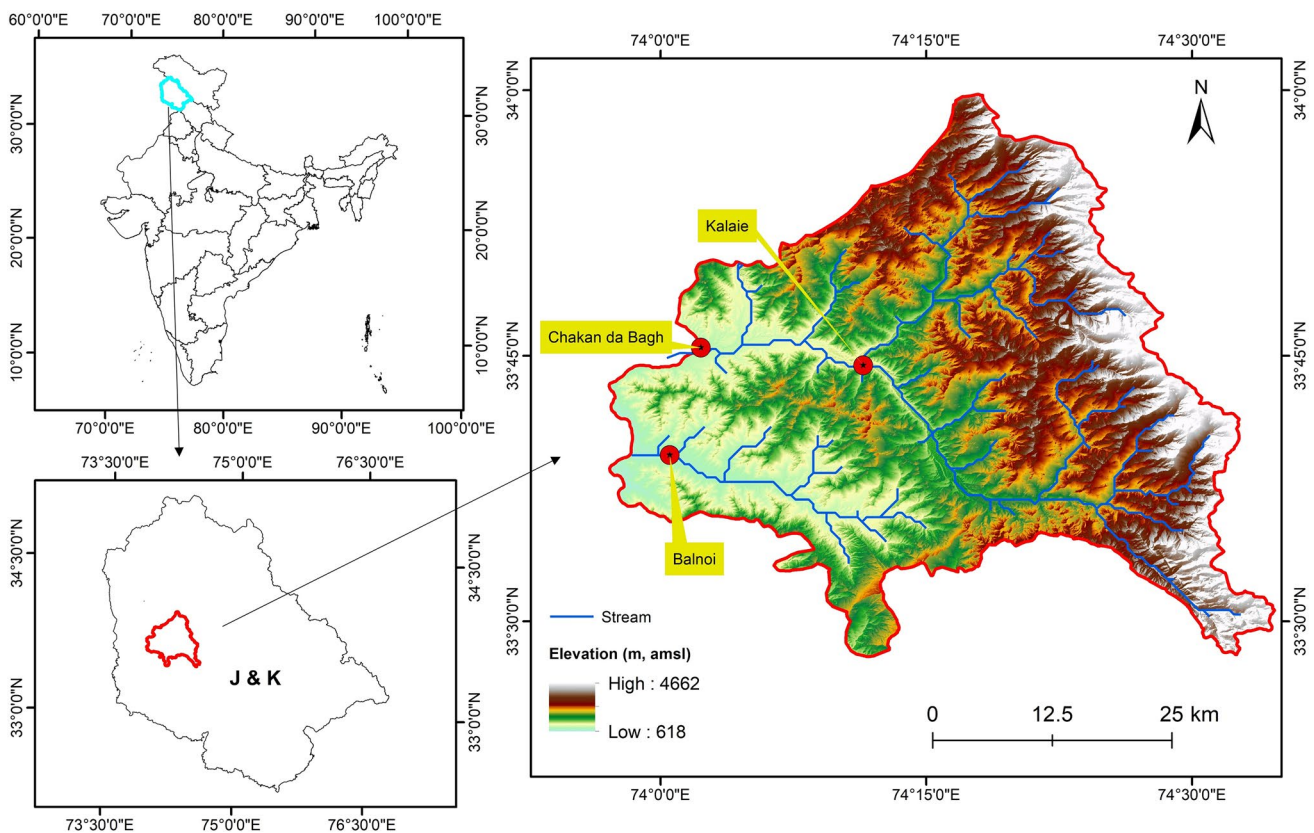 60°0'0"E 70°0'0"E 80°0'0"E 90°0'0"E 100°0'0"E
30°0'0"N 20°0'0"N 10°0'0"N
30°0'0"N 20°0'0"N 10°0'0"N
70°0'0"E 80°0'0"E 90°0'0"E 100°0'0"E
73°30'0"E 75°0'0"E 76°30'0"E
34°30'0"N 33°0'0"N
34°30'0"N 33°0'0"N
J & K
73°30'0"E 75°0'0"E 76°30'0"E
74°0'0"E 74°15'0"E 74°30'0"E
34°0'0"N 33°45'0"N 33°30'0"N
34°0'0"N 33°45'0"N 33°30'0"N
N
Kalaie
Chakan da Bagh
Balnoi
Stream
Elevation (m, amsl)
High : 4662
Low : 618
0 12.5 25 km
74°0'0"E 74°15'0"E 74°30'0"E